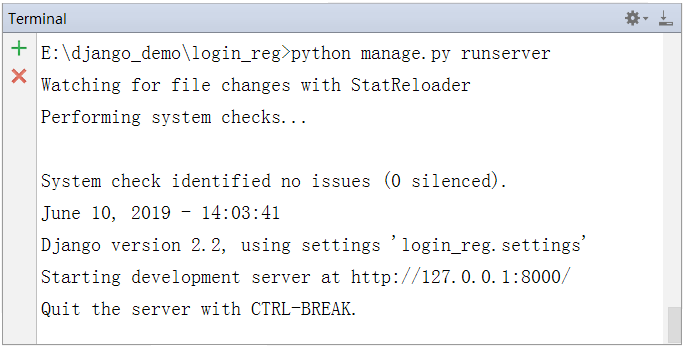 Terminal
E:\django_demo\login_reg>python manage.py runserver
Watching for file changes with StatReloader
Performing system checks...
System check identified no issues (0 silenced).
June 10, 2019 - 14:03:41
Django version 2.2, using settings 'login_reg.settings'
Starting development server at http://127.0.0.1:8000/
Quit the server with CTRL-BREAK.